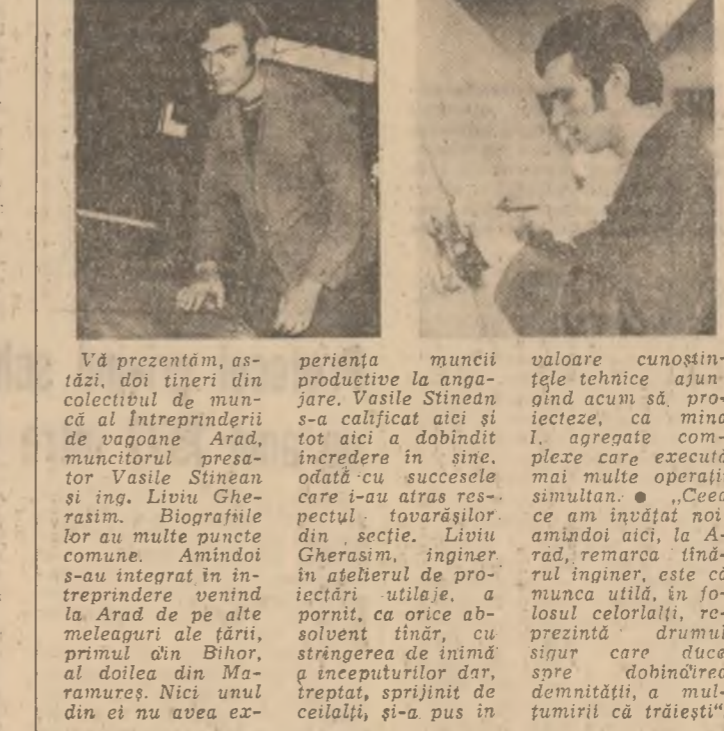 Vă prezentăm, as-
tăzi, doi tineri din
colectivul de mun-
că al Întreprinderii
de vagoane Arad,
muncitorul presa-
tor Vasile Stînean
și ing. Liviu Ghe-
rasim. Biografiile
lor au multe puncte
comune. Amîndoi
s-au integrat în în-
treprindere venind
la Arad de pe alte
meleaguri ale țării,
primul din Bihor,
al doilea din Ma-
ramureș. Nici unul
din ei nu avea ex-
periența muncii
productive la anga-
jare. Vasile Stînean
s-a calificat aici și
tot aici a dobîndit
încredere în sine,
odată cu succesele
care i-au atras res-
pectul tovarășilor
din secție. Liviu
Gherasim, inginer
în atelierul de pro-
iectări utilaje, a
pornit, ca orice ab-
solvent tînăr, cu
strîngerea de inimă
a începuturilor dar,
treptat, sprijinit de
ceilalți, și-a pus în
valoare cunoștin-
țele tehnice ajun-
gînd acum să pro-
iecteze, ca mîna
I, agregate com-
plexe care execută
mai multe operații
simultan. ● „Ceea
ce am învățat noi
amîndoi aici, la A-
rad, remarca tînă-
rul inginer, este că
munca utilă, în fo-
losul celorlalți, re-
prezintă drumul
sigur care duce
spre dobîndirea
demnității, a mul-
țumirii că trăiești“